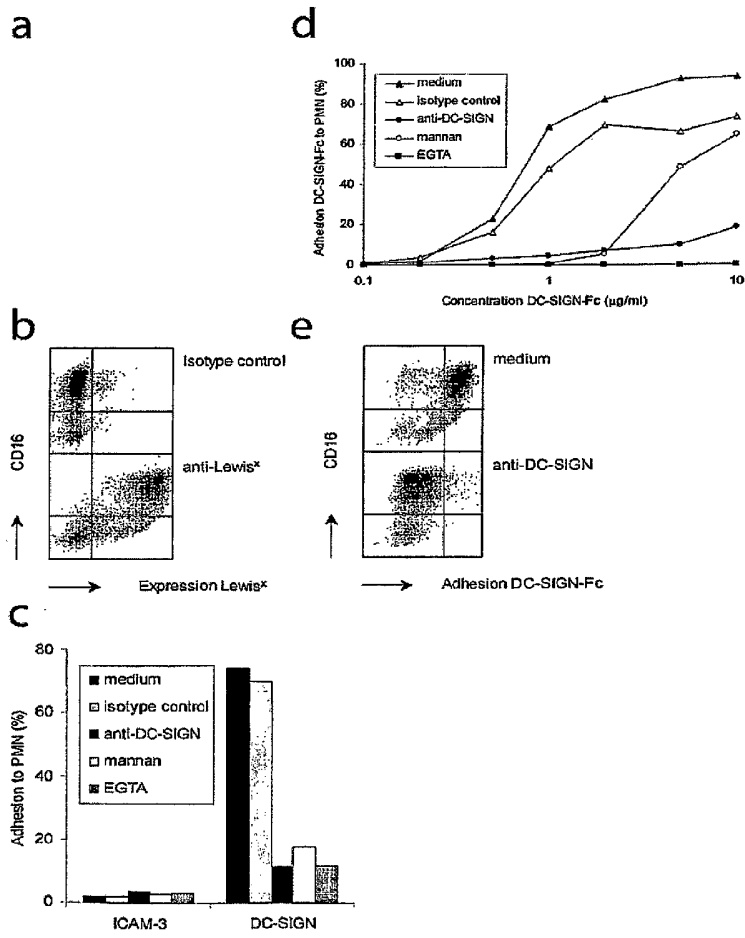 a
d
100
80
60
40
20
0
Adhesion DC-SIGN-Fc to PMN (%)
medium
isotype control
anti-DC-SIGN
mannan
EGTA
0.1
1
10
Concentration DC-SIGN-Fc (µg/ml)
b
Isotype control
anti-Lewisˣ
CD16
Expression Lewisˣ
e
medium
anti-DC-SIGN
CD16
Adhesion DC-SIGN-Fc
c
80
60
40
20
0
Adhesion to PMN (%)
medium
isotype control
anti-DC-SIGN
mannan
EGTA
ICAM-3
DC-SIGN